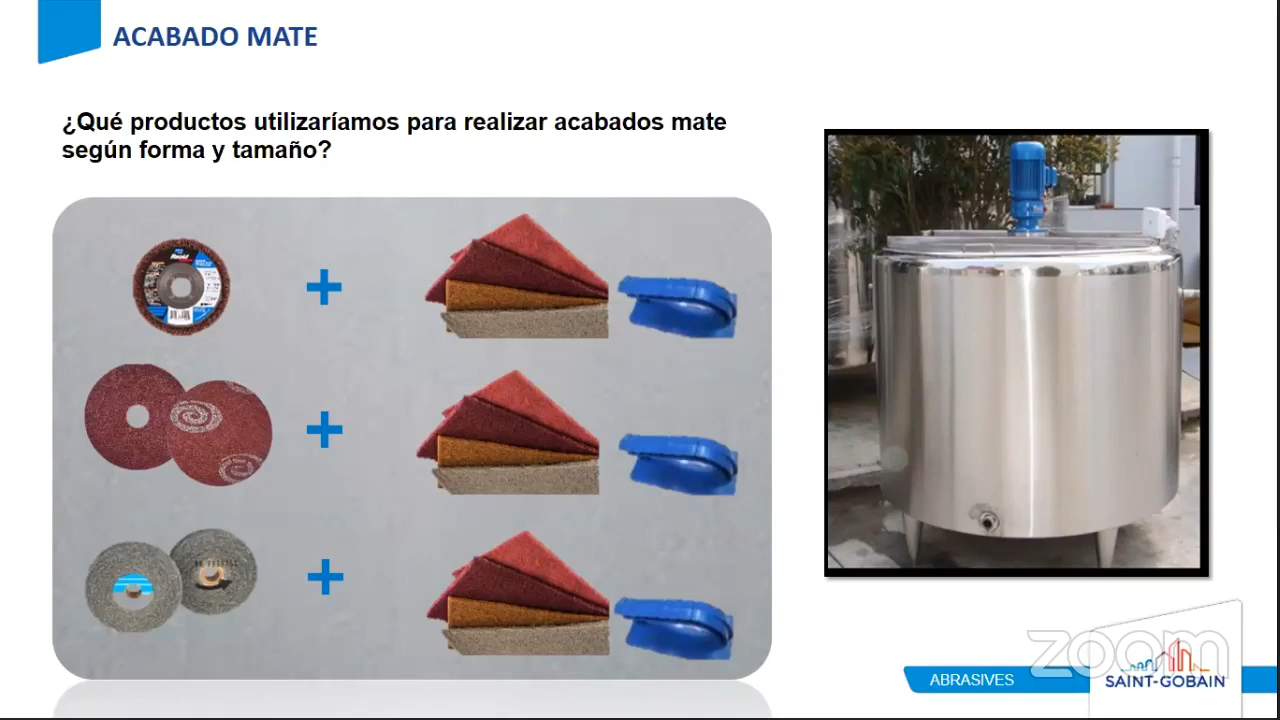 ACABADO MATE
¿Qué productos utilizaríamos para realizar acabados mate
según forma y tamaño?
zoom
ABRASIVES
SAINT-GOBAIN